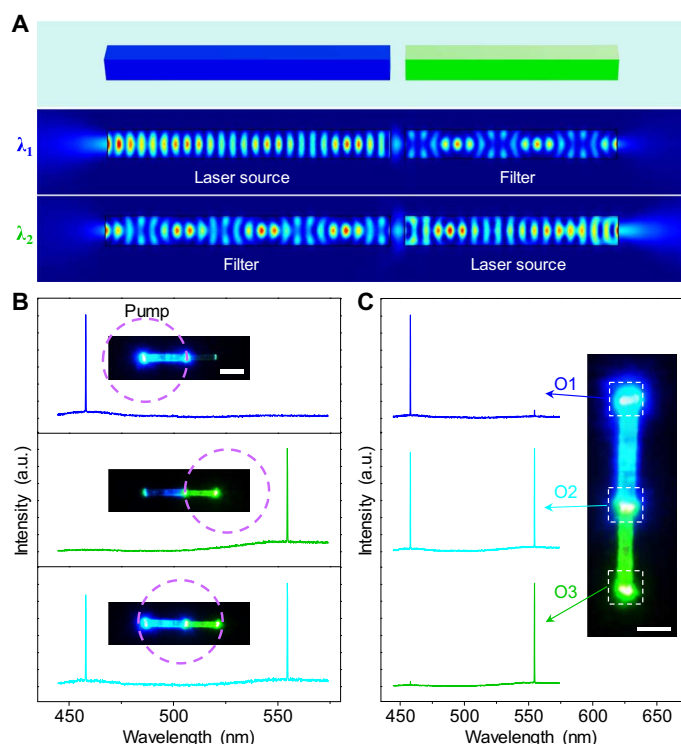 A
λ1
Laser source
Filter
λ2
Filter
Laser source
B
Pump
C
O1
O2
O3
Intensity (a.u.)
Intensity (a.u.)
450 500 550
450 500 550 600 650
Wavelength (nm)
Wavelength (nm)